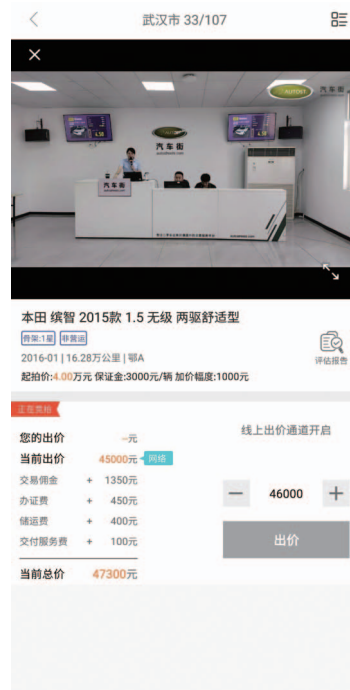 武汉市 33/107
AUTOST 汽车街
汽车街
汽车街
本田 缤智 2015款 1.5 无级 两驱舒适型
骨架:1星 非营运
2016-01 | 16.28万公里 | 鄂A
评估报告
起拍价:4.00万元 保证金:3000元/辆 加价幅度:1000元
正在竞拍
您的出价 --元
线上出价通道开启
当前出价 45000元 网络
交易佣金 + 1350元
办证费 + 450元
46000
储运费 + 400元
交付服务费 + 100元
出价
当前总价 47300元